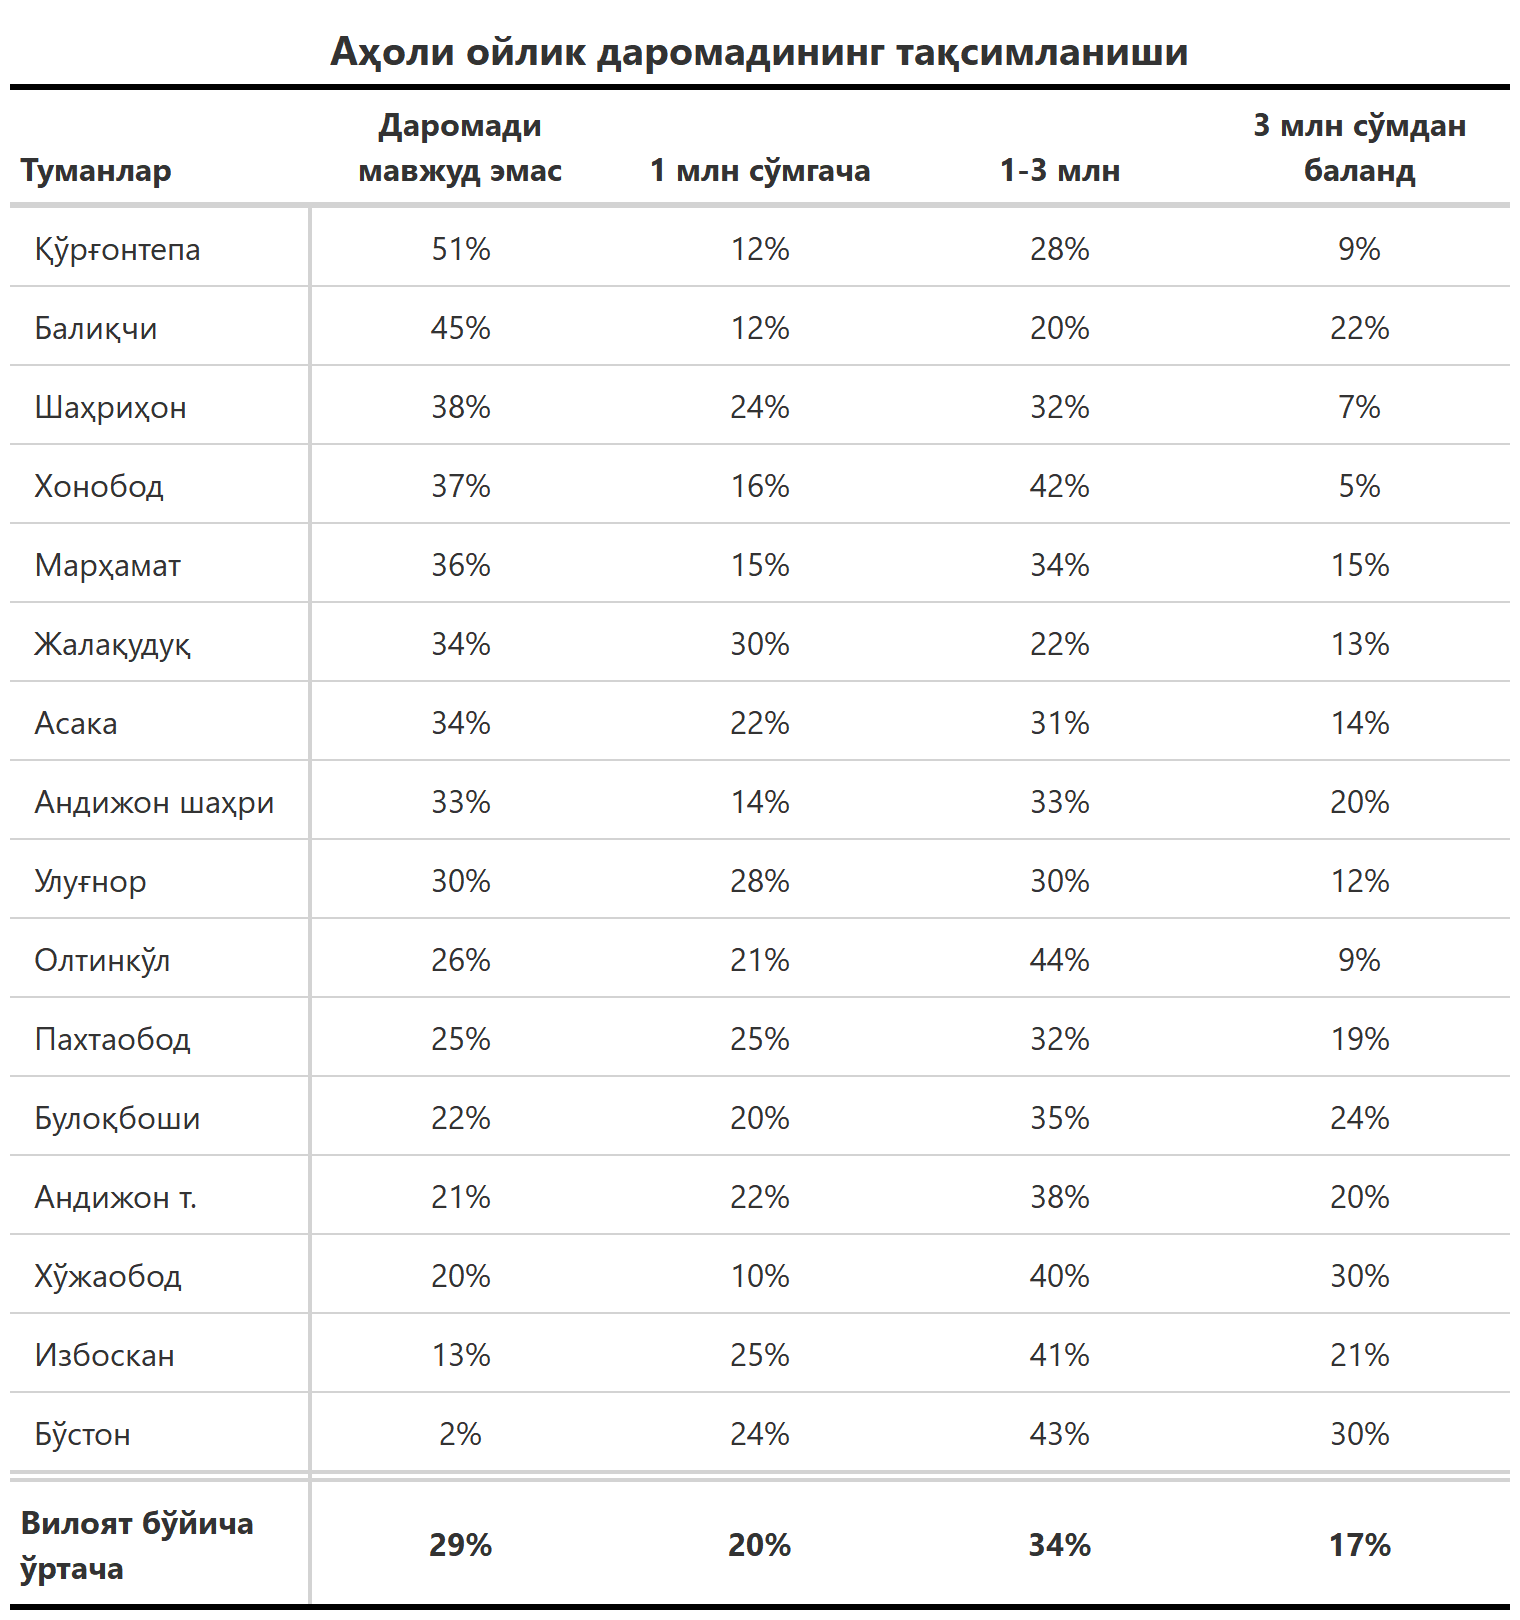 Аҳоли ойлик даромадининг тақсимланиши
Туманлар Даромади мавжуд эмас 1 млн сўмгача 1-3 млн 3 млн сўмдан баланд
Қўрғонтепа 51% 12% 28% 9%
Балиқчи 45% 12% 20% 22%
Шаҳриҳон 38% 24% 32% 7%
Хонобод 37% 16% 42% 5%
Марҳамат 36% 15% 34% 15%
Жалақудуқ 34% 30% 22% 13%
Асака 34% 22% 31% 14%
Андижон шаҳри 33% 14% 33% 20%
Улуғнор 30% 28% 30% 12%
Олтинкўл 26% 21% 44% 9%
Пахтаобод 25% 25% 32% 19%
Булоқбоши 22% 20% 35% 24%
Андижон т. 21% 22% 38% 20%
Хўжаобод 20% 10% 40% 30%
Избоскан 13% 25% 41% 21%
Бўстон 2% 24% 43% 30%
Вилоят бўйича ўртача 29% 20% 34% 17%